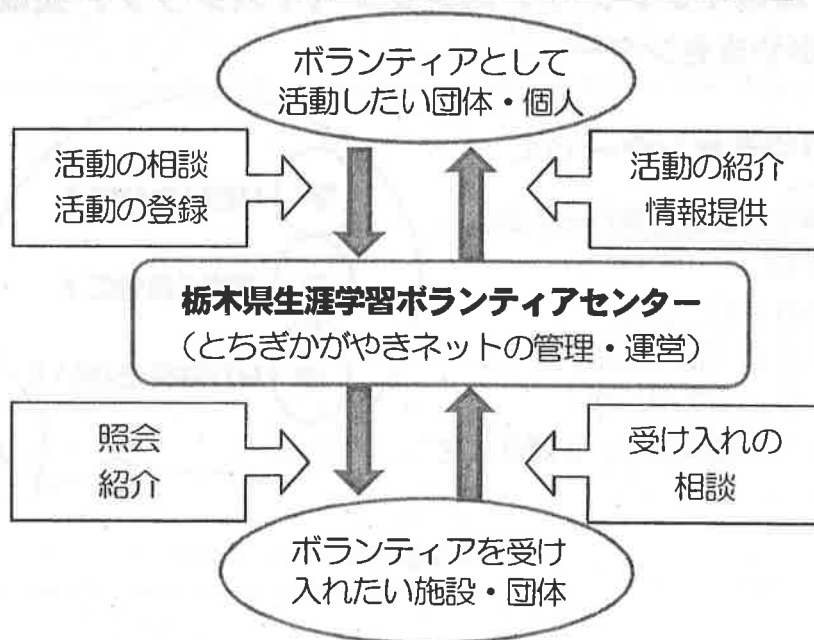 ボランティアとして
活動したい団体・個人
活動の相談
活動の登録
活動の紹介
情報提供
栃木県生涯学習ボランティアセンター
(とちぎかがやきネットの管理・運営)
照会
紹介
受け入れの
相談
ボランティアを受け
入れたい施設・団体